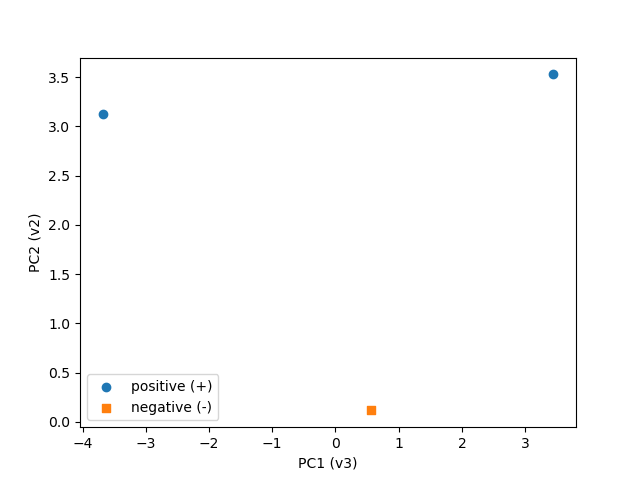 3.5
3.0
2.5
2.0
1.5
1.0
0.5
0.0
PC2 (v2)
positive (+)
negative (-)
−4 −3 −2 −1 0 1 2 3
PC1 (v3)